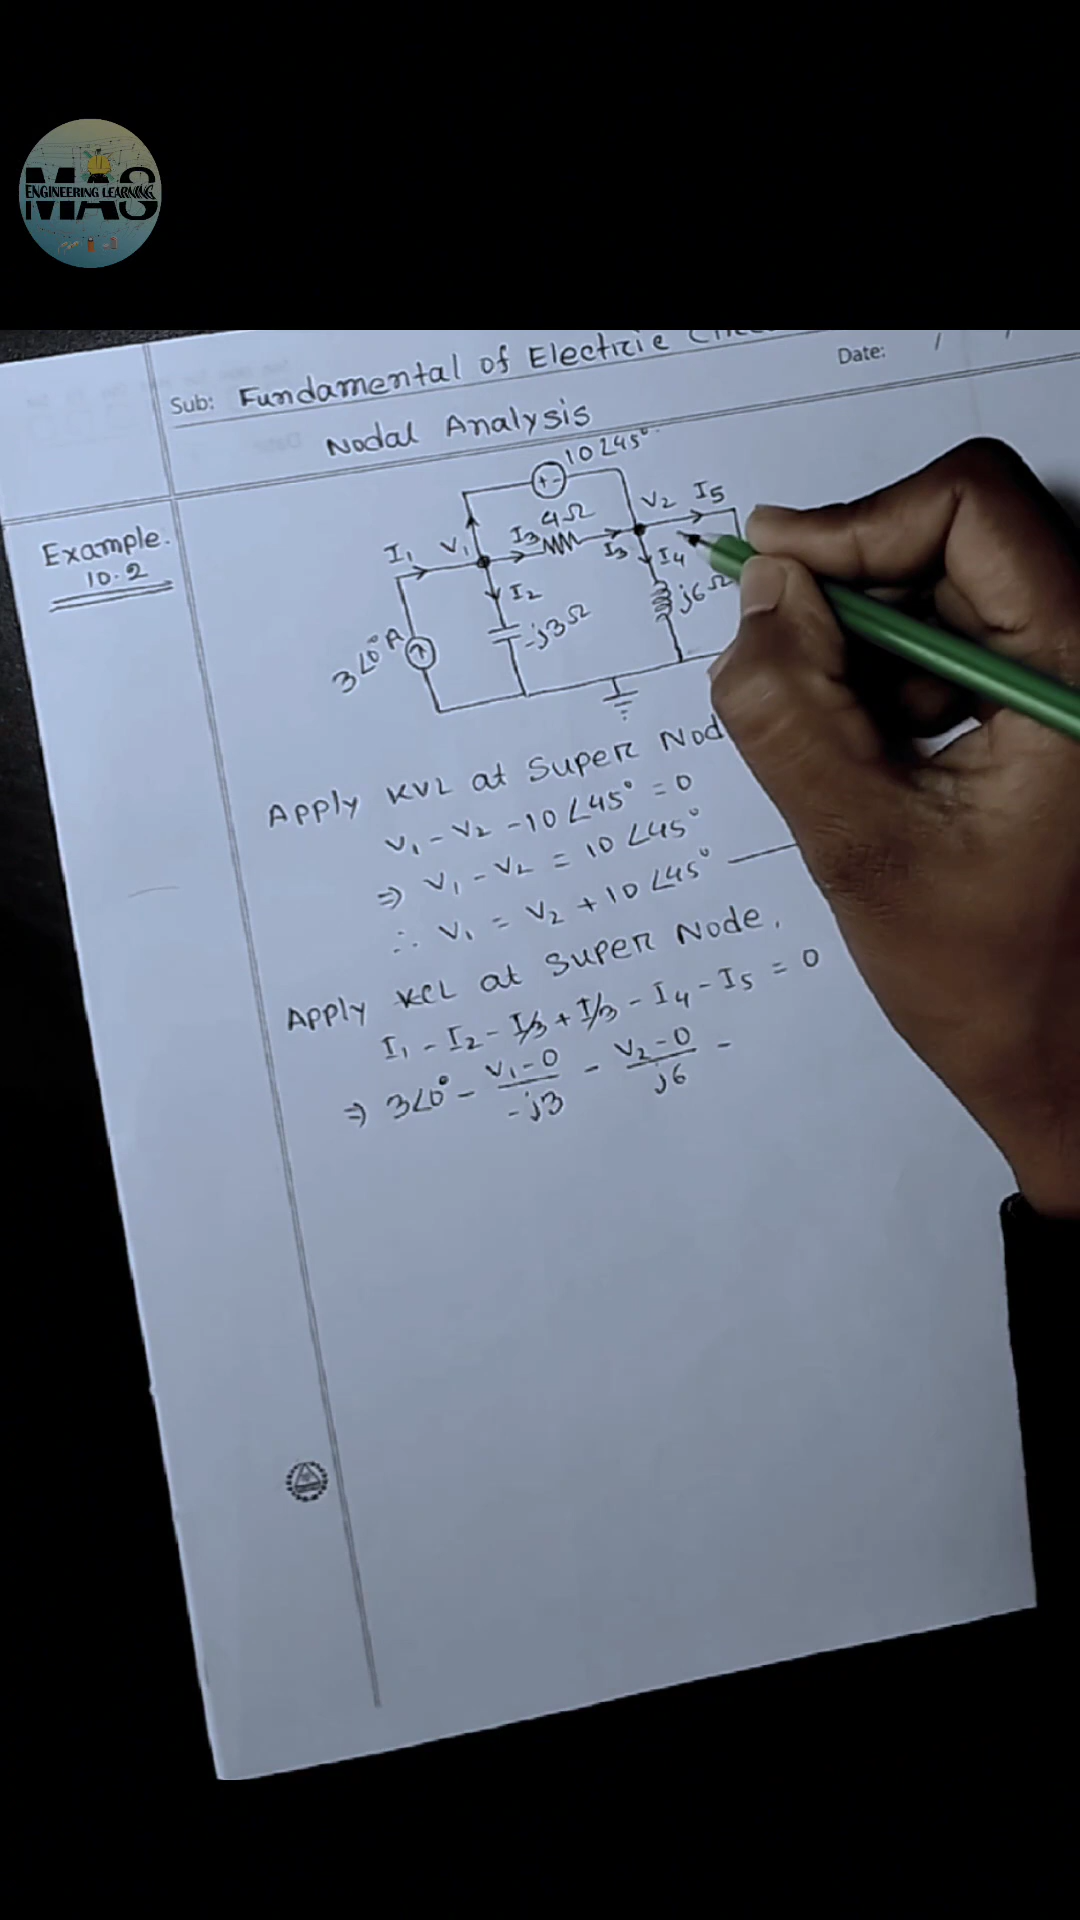 MAS
ENGINEERING LEARNING
Sub: Fundamental of Electric
Date: / /
Nodal Analysis
Example.
10.2
10∠45°
I₁ V₁ I₃ 4Ω I₃ V₂ I₅
I₂ I₄
3∠0° A -j3Ω j6Ω
Apply KVL at Super
V₁ - V₂ - 10∠45° = 0
⇒ V₁ - V₂ = 10∠45°
∴ V₁ = V₂ + 10∠45°
Apply KCL at Super Node,
I₁ - I₂ - I₃ + I₃ - I₄ - I₅ = 0
⇒ 3∠0° - (V₁-0)/(-j3) - (V₂-0)/(j6) -